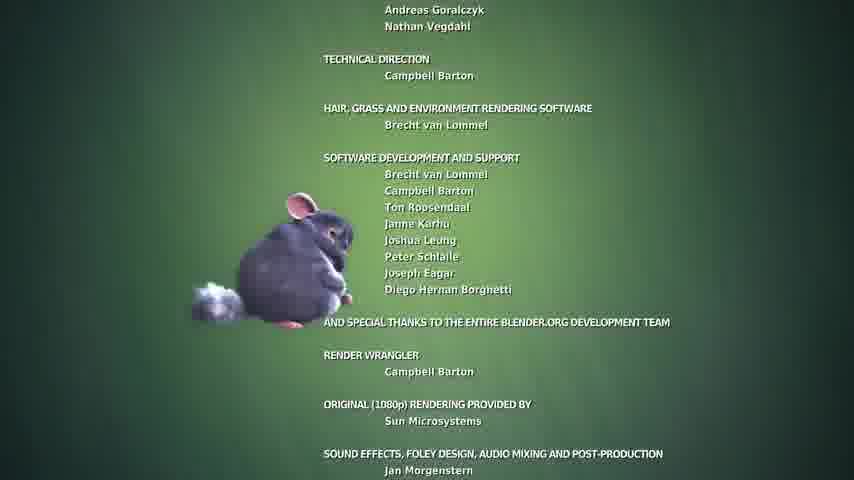 Andreas Goralczyk
Nathan Vegdahl
TECHNICAL DIRECTION
Campbell Barton
HAIR, GRASS AND ENVIRONMENT RENDERING SOFTWARE
Brecht van Lommel
SOFTWARE DEVELOPMENT AND SUPPORT
Brecht van Lommel
Campbell Barton
Ton Roosendaal
Janne Karhu
Joshua Leung
Peter Schlaile
Joseph Eagar
Diego Hernan Borghetti
AND SPECIAL THANKS TO THE ENTIRE BLENDER.ORG DEVELOPMENT TEAM
RENDER WRANGLER
Campbell Barton
ORIGINAL (1080p) RENDERING PROVIDED BY
Sun Microsystems
SOUND EFFECTS, FOLEY DESIGN, AUDIO MIXING AND POST-PRODUCTION
Jan Morgenstern